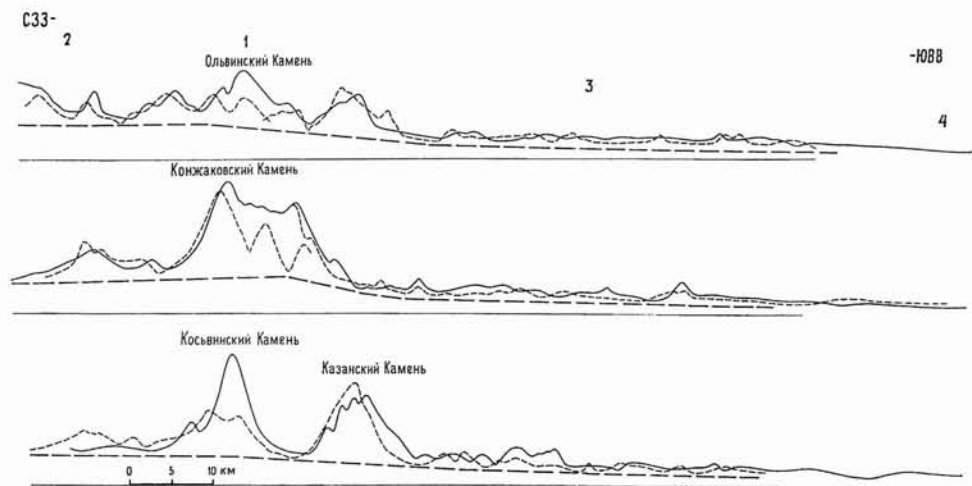 СЗЗ-
2
1
Ольвинский Камень
3
-ЮВВ
4
Конжаковский Камень
Косьвинский Камень
Казанский Камень
0 5 10 км